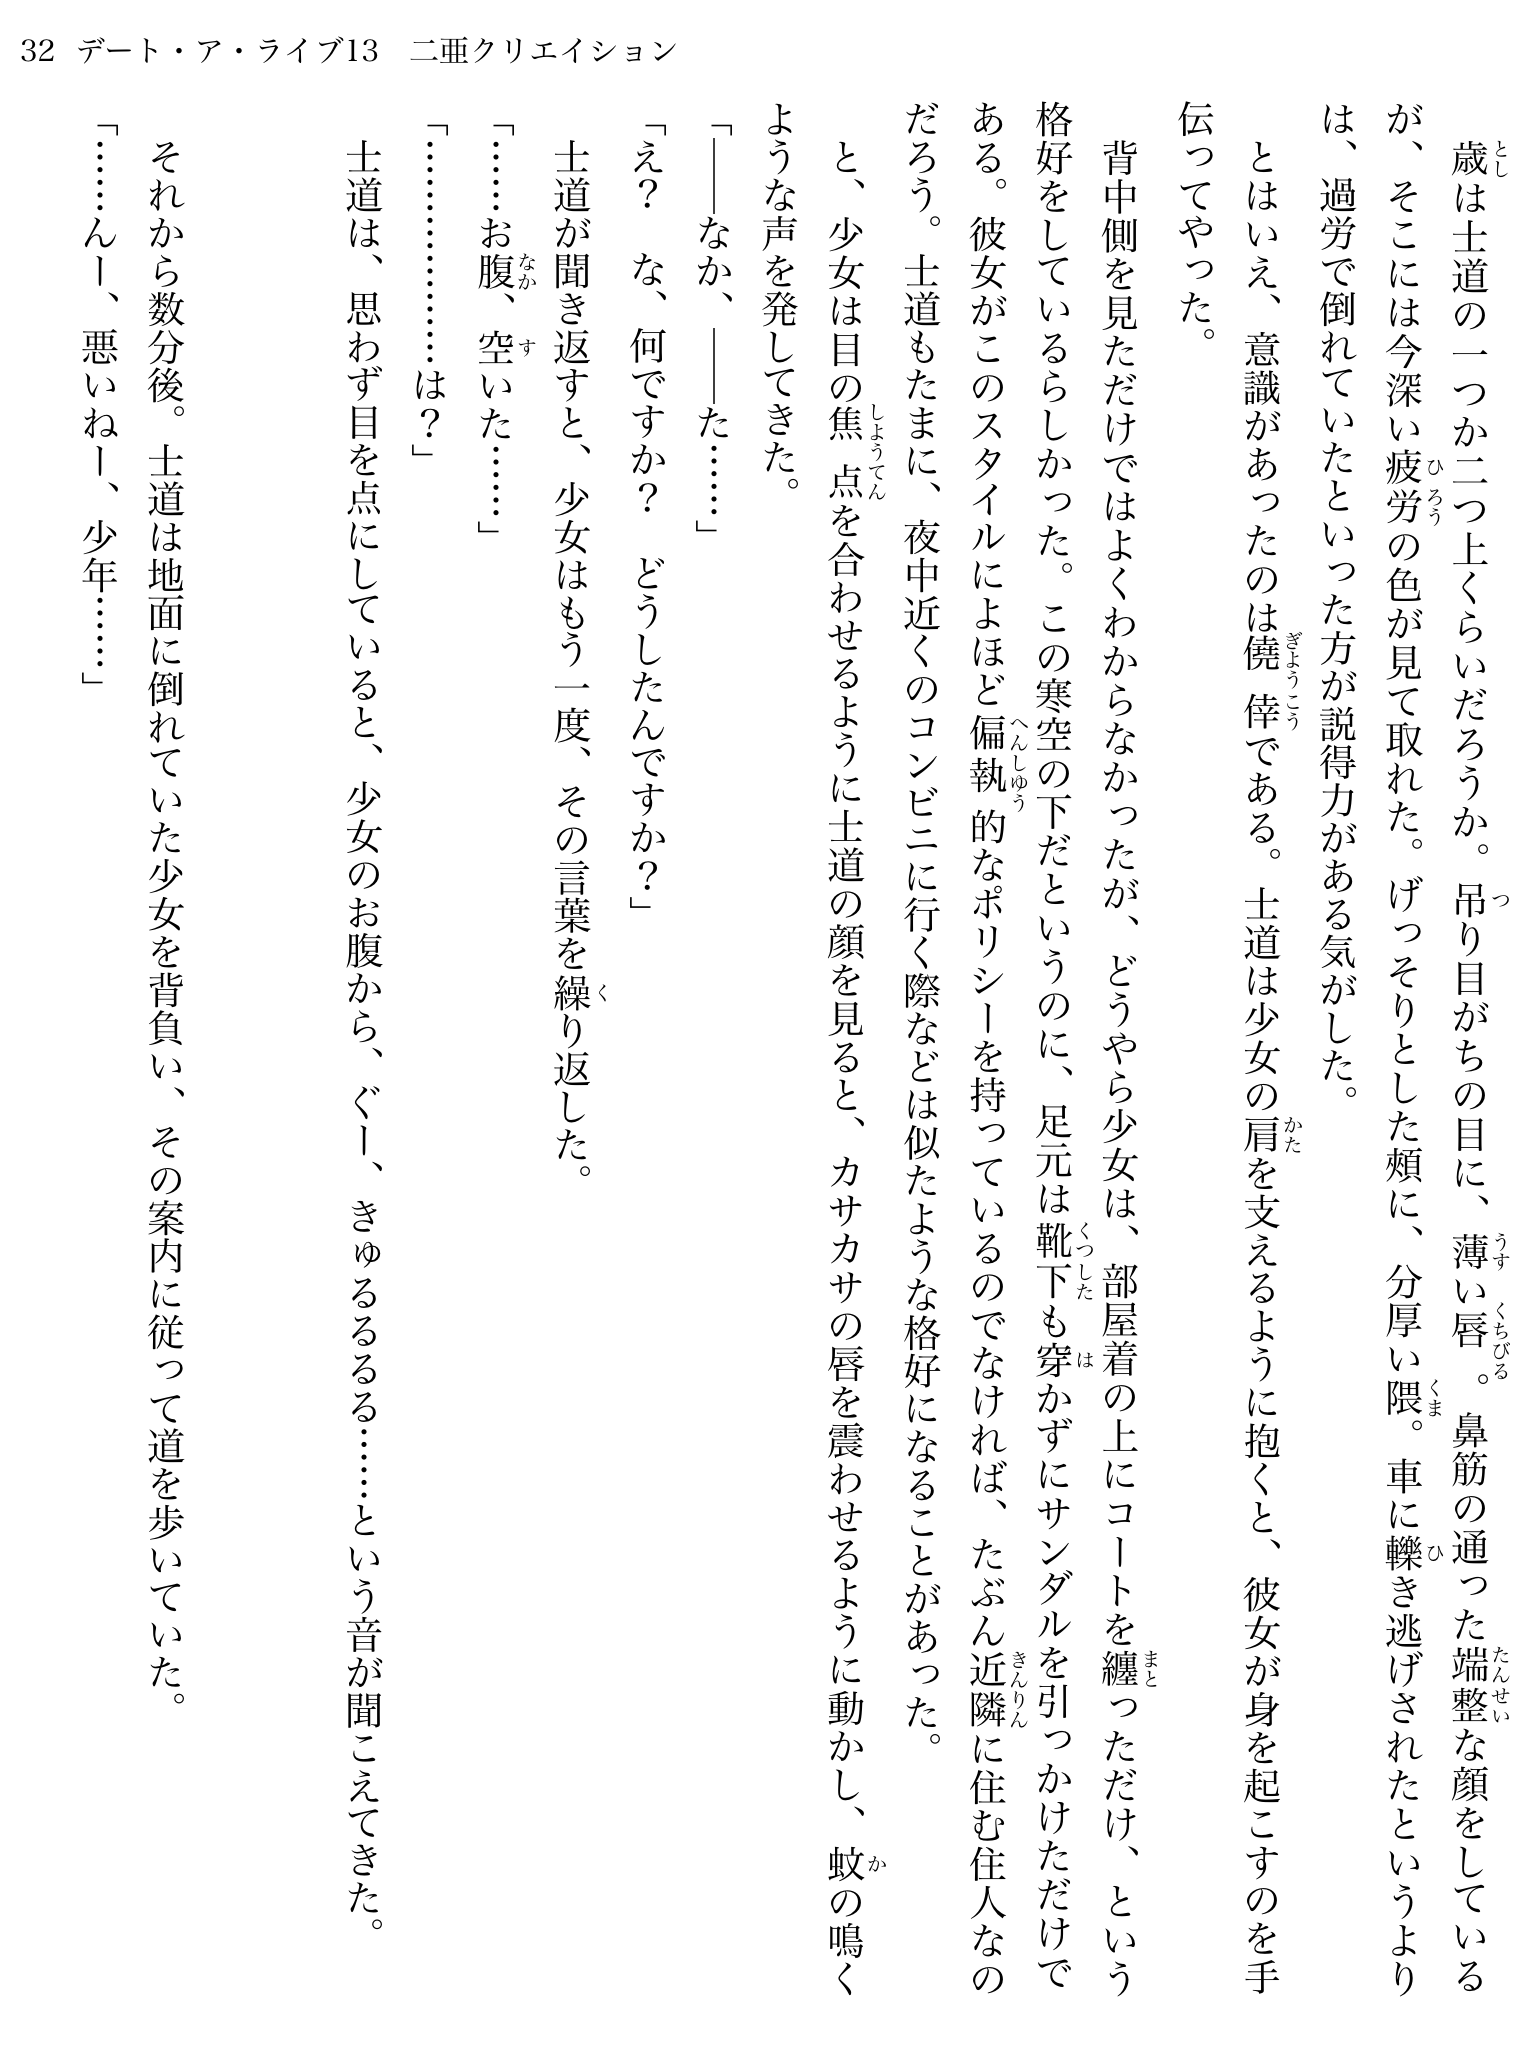 32 デート・ア・ライブ13　二亜クリエイション
　歳は士道の一つか二つ上くらいだろうか。吊り目がちの目に、薄い唇。鼻筋の通った端整な顔をしている
が、そこには今深い疲労の色が見て取れた。げっそりとした頰に、分厚い隈。車に轢き逃げされたというより
は、過労で倒れていたといった方が説得力がある気がした。
　とはいえ、意識があったのは僥倖である。士道は少女の肩を支えるように抱くと、彼女が身を起こすのを手
伝ってやった。
　背中側を見ただけではよくわからなかったが、どうやら少女は、部屋着の上にコートを纏っただけ、という
格好をしているらしかった。この寒空の下だというのに、足元は靴下も穿かずにサンダルを引っかけただけで
ある。彼女がこのスタイルによほど偏執的なポリシーを持っているのでなければ、たぶん近隣に住む住人なの
だろう。士道もたまに、夜中近くのコンビニに行く際などは似たような格好になることがあった。
　と、少女は目の焦点を合わせるように士道の顔を見ると、カサカサの唇を震わせるように動かし、蚊の鳴く
ような声を発してきた。
「――なか、――た……」
「え？　な、何ですか？　どうしたんですか？」
　士道が聞き返すと、少女はもう一度、その言葉を繰り返した。
「……お腹、空いた……」
「………………は？」
　士道は、思わず目を点にしていると、少女のお腹から、ぐー、きゅるるるる……という音が聞こえてきた。
　それから数分後。士道は地面に倒れていた少女を背負い、その案内に従って道を歩いていた。
「……んー、悪いねー、少年……」